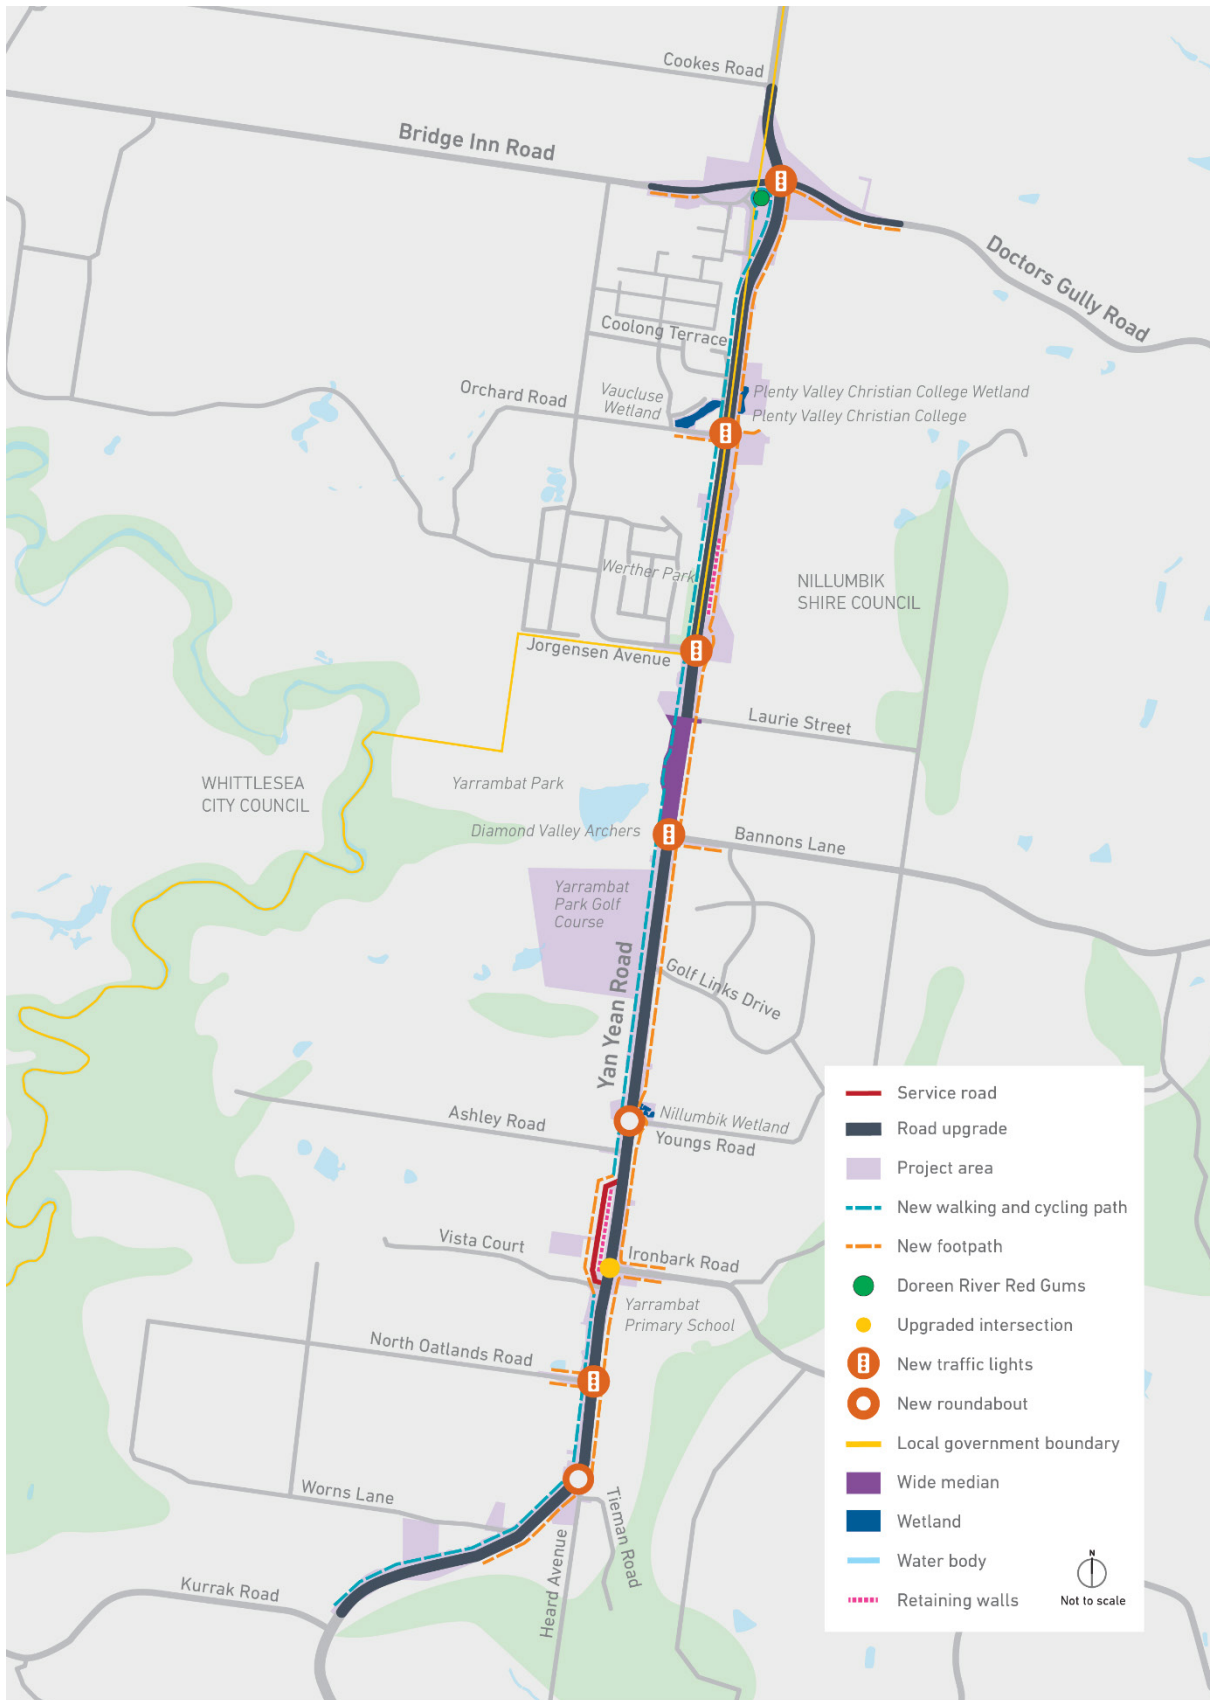 Cookes Road
Bridge Inn Road
Doctors Gully Road
Coolong Terrace
Orchard Road
Vaucluse
Wetland
Plenty Valley Christian College Wetland
Plenty Valley Christian College
Werther Park
NILLUMBIK
SHIRE COUNCIL
Jorgensen Avenue
Laurie Street
WHITTLESEA
CITY COUNCIL
Yarrambat Park
Diamond Valley Archers
Bannons Lane
Yarrambat
Park Golf
Course
Yan Yean Road
Golf Links Drive
Ashley Road
Nillumbik Wetland
Youngs Road
Vista Court
Ironbark Road
Yarrambat
Primary School
North Oatlands Road
Worns Lane
Tieman Road
Heard Avenue
Kurrak Road
Service road
Road upgrade
Project area
New walking and cycling path
New footpath
Doreen River Red Gums
Upgraded intersection
New traffic lights
New roundabout
Local government boundary
Wide median
Wetland
Water body
Retaining walls
N
Not to scale